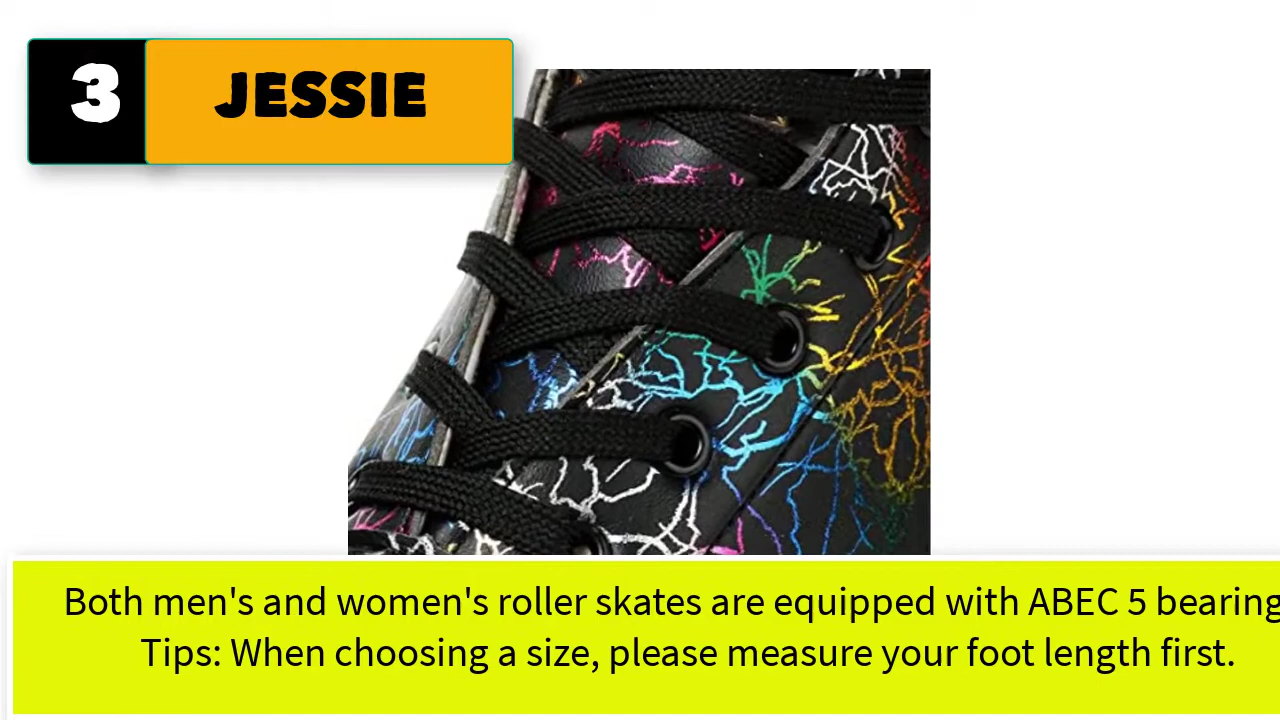 3 JESSIE
Both men's and women's roller skates are equipped with ABEC 5 bearing
Tips: When choosing a size, please measure your foot length first.